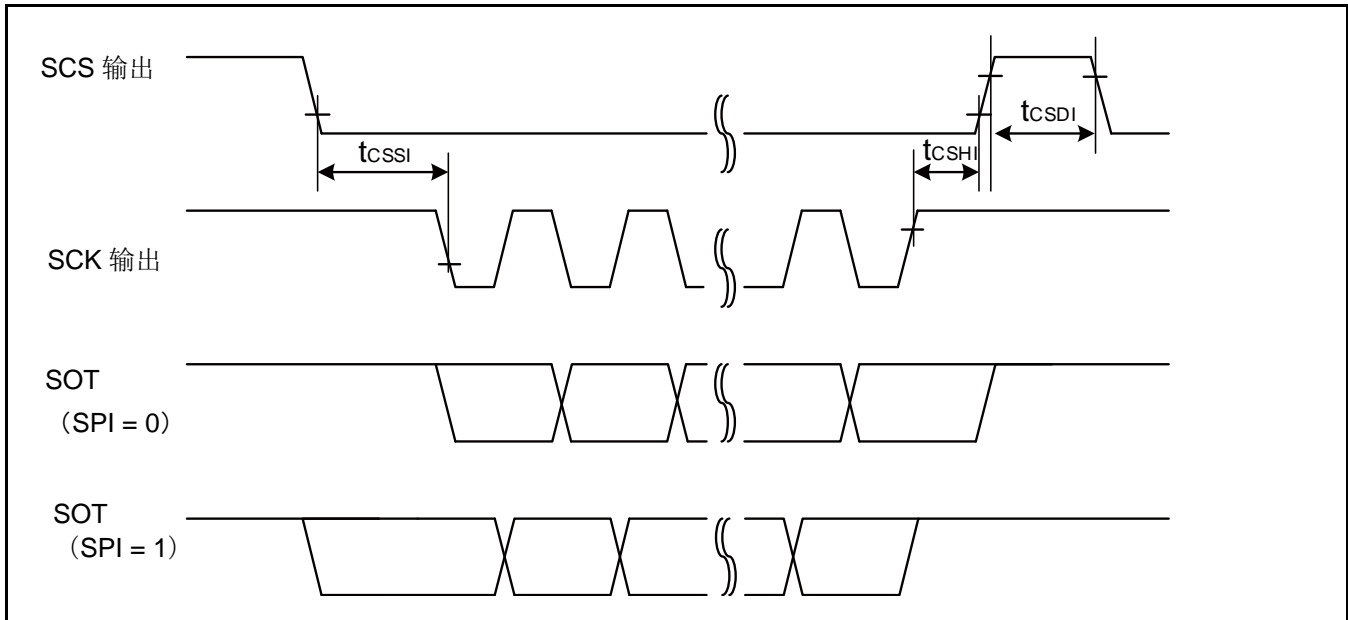 SCS 输出
tCSDI
tCSSI
tCSHI
SCK 输出
SOT
（SPI = 0）
SOT
（SPI = 1）